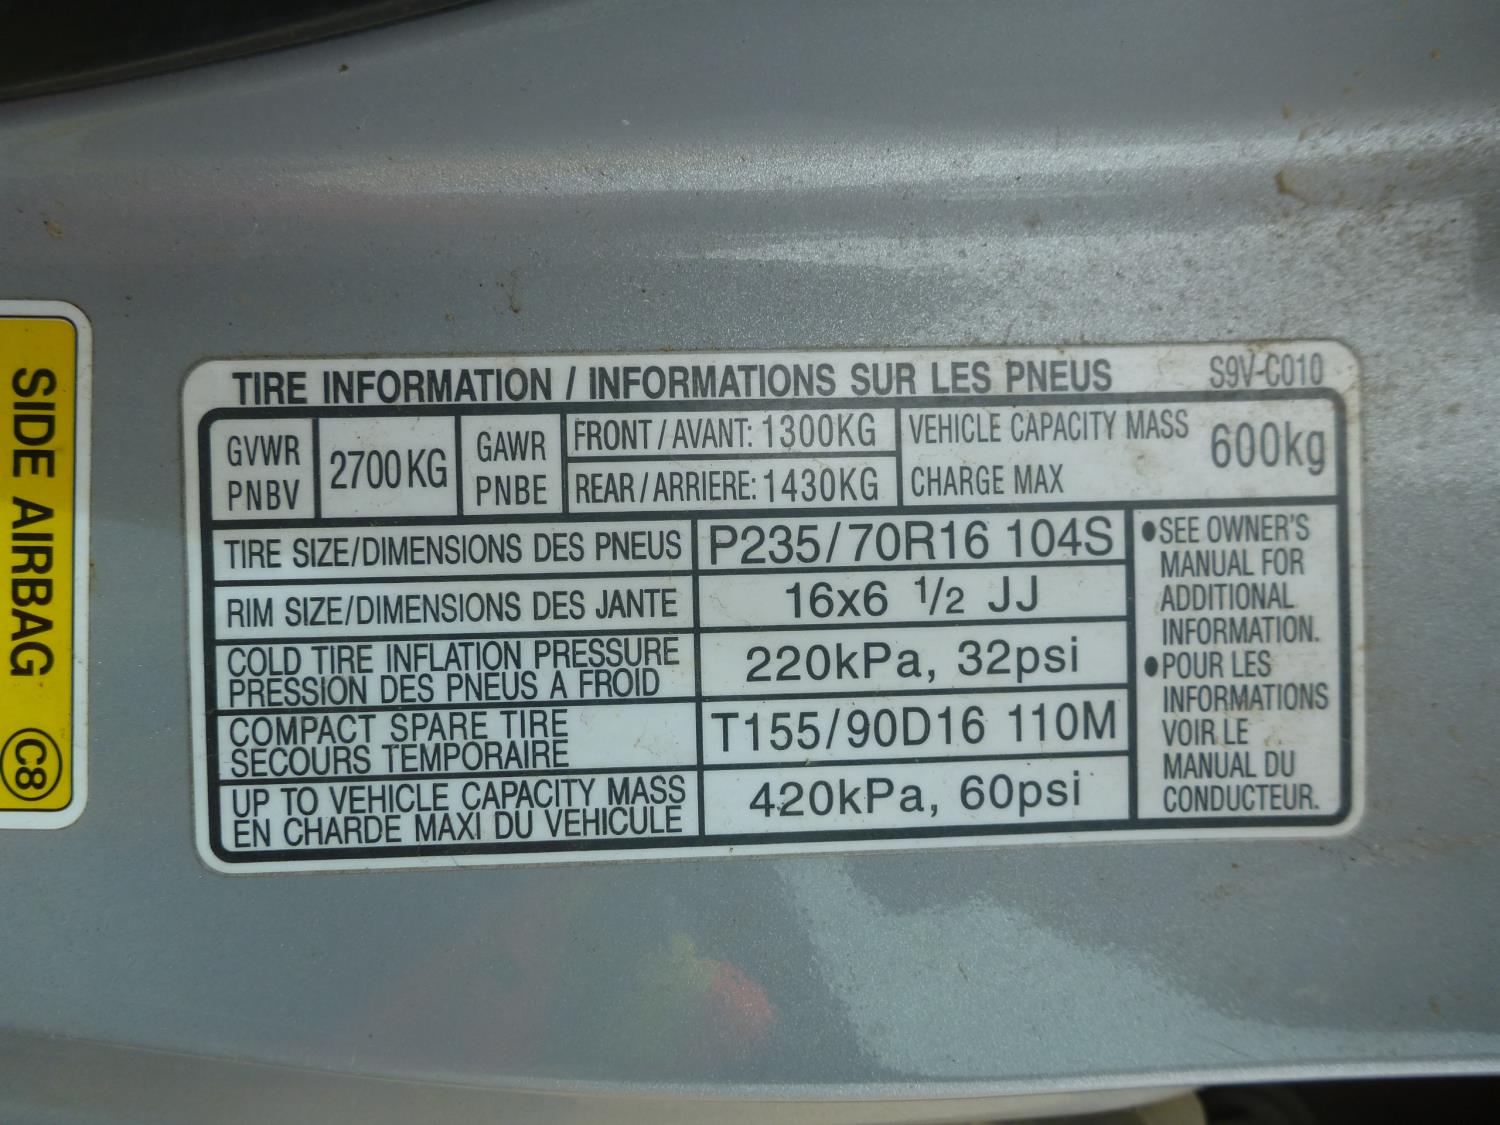 TIRE INFORMATION / INFORMATIONS SUR LES PNEUS S9V-C010
GVWR
PNBV
2700KG
GAWR
PNBE
FRONT/AVANT: 1300KG
REAR/ARRIERE: 1430KG
VEHICLE CAPACITY MASS
CHARGE MAX
600kg
TIRE SIZE/DIMENSIONS DES PNEUS P235/70R16 104S
RIM SIZE/DIMENSIONS DES JANTE 16x6 1/2 JJ
COLD TIRE INFLATION PRESSURE
PRESSION DES PNEUS A FROID
220kPa, 32psi
COMPACT SPARE TIRE
SECOURS TEMPORAIRE
T155/90D16 110M
UP TO VEHICLE CAPACITY MASS
EN CHARDE MAXI DU VEHICULE
420kPa, 60psi
●SEE OWNER'S
MANUAL FOR
ADDITIONAL
INFORMATION.
●POUR LES
INFORMATIONS
VOIR LE
MANUAL DU
CONDUCTEUR.
SIDE AIRBAG C8